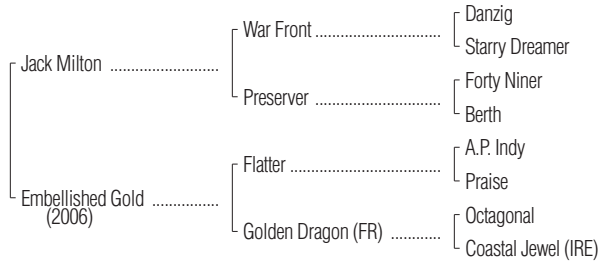 Danzig
War Front ........................................
Starry Dreamer
Jack Milton ................................
Forty Niner
Preserver .......................................
Berth
A.P. Indy
Flatter ..............................................
Praise
Embellished Gold ....................
(2006)
Octagonal
Golden Dragon (FR) ..............
Coastal Jewel (IRE)